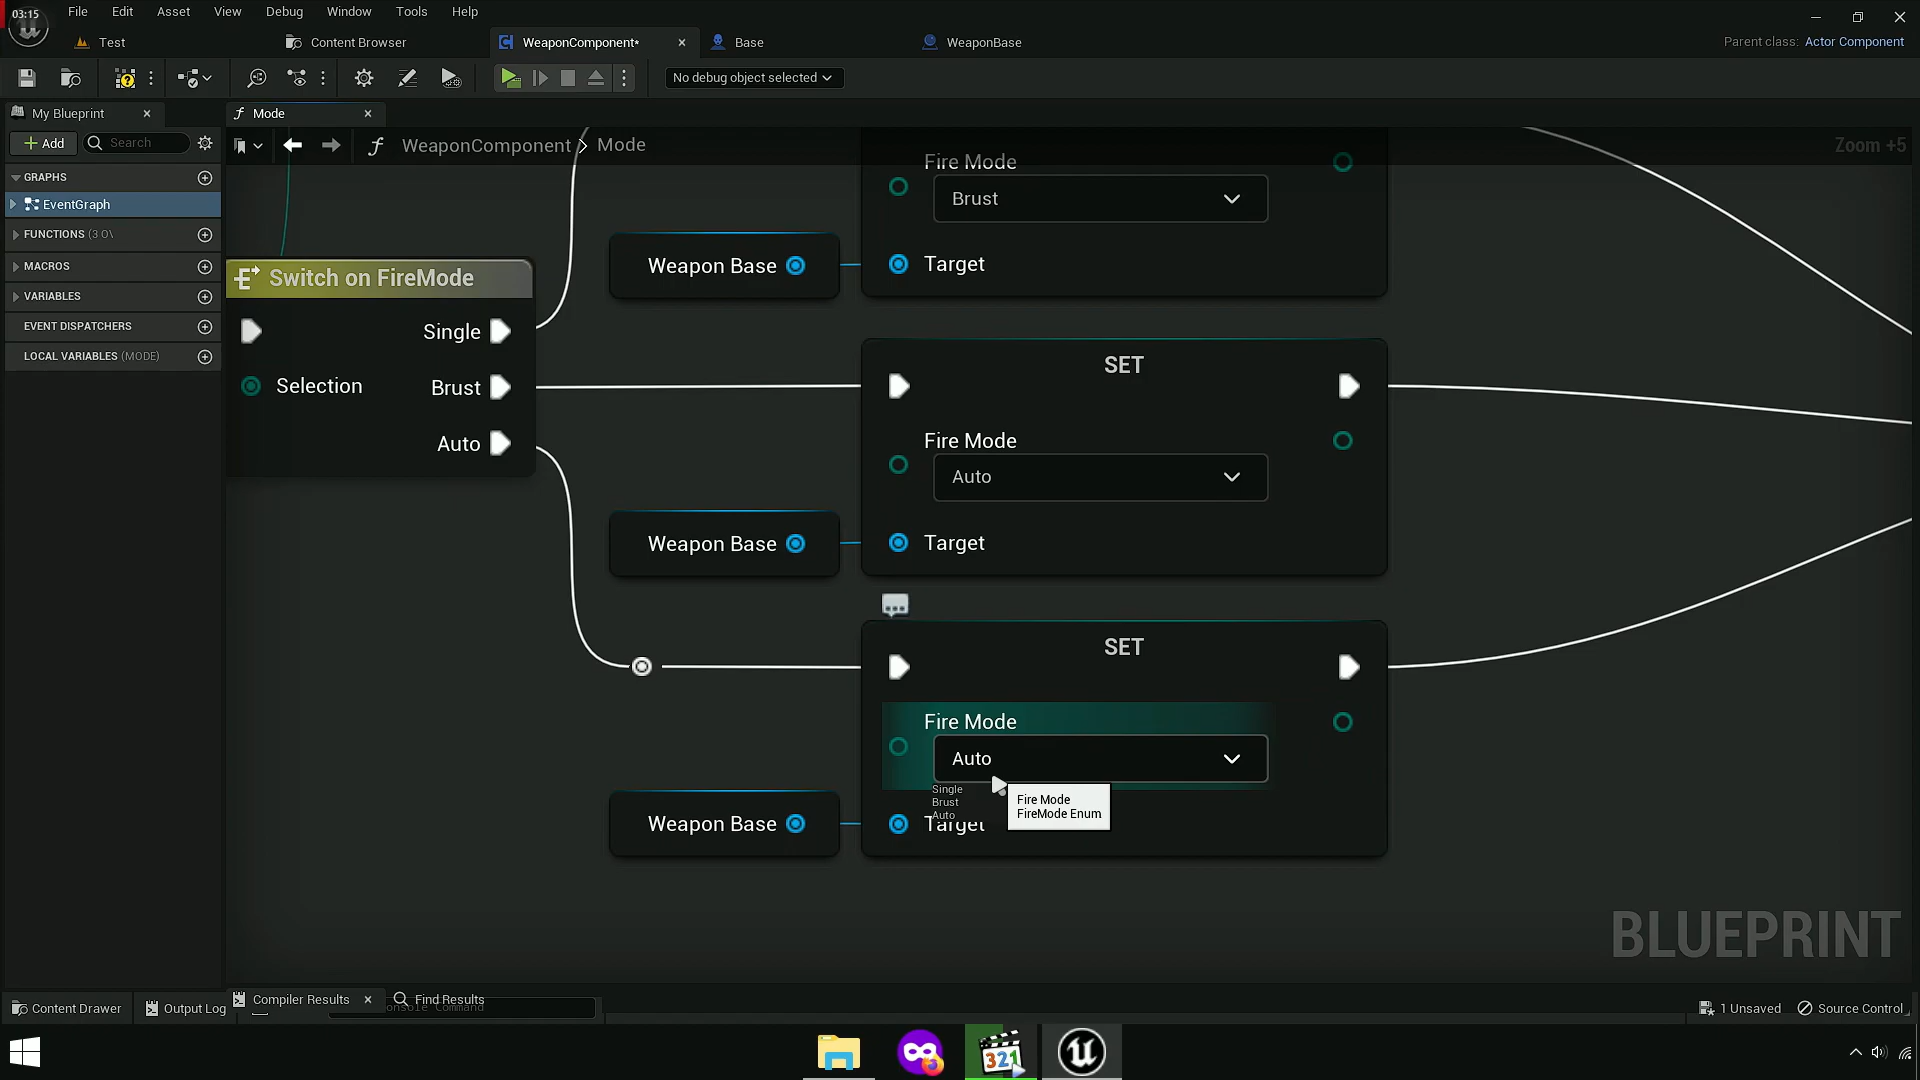 03:15
File Edit Asset View Debug Window Tools Help
Test
Content Browser
WeaponComponent*
Base
WeaponBase
Parent class: Actor Component
No debug object selected
My Blueprint
Mode
Add
Search
WeaponComponent > Mode
Zoom +5
GRAPHS
EventGraph
FUNCTIONS (3 O
MACROS
VARIABLES
EVENT DISPATCHERS
LOCAL VARIABLES (MODE)
Fire Mode
Brust
Weapon Base
Target
Switch on FireMode
Single
Selection
Brust
Auto
SET
Fire Mode
Auto
Weapon Base
Target
SET
Fire Mode
Auto
Single
Brust
Auto
Fire Mode
FireMode Enum
Weapon Base
Target
BLUEPRINT
Content Drawer
Output Log
Compiler Results
Find Results
onsole Command
1 Unsaved
Source Control
321